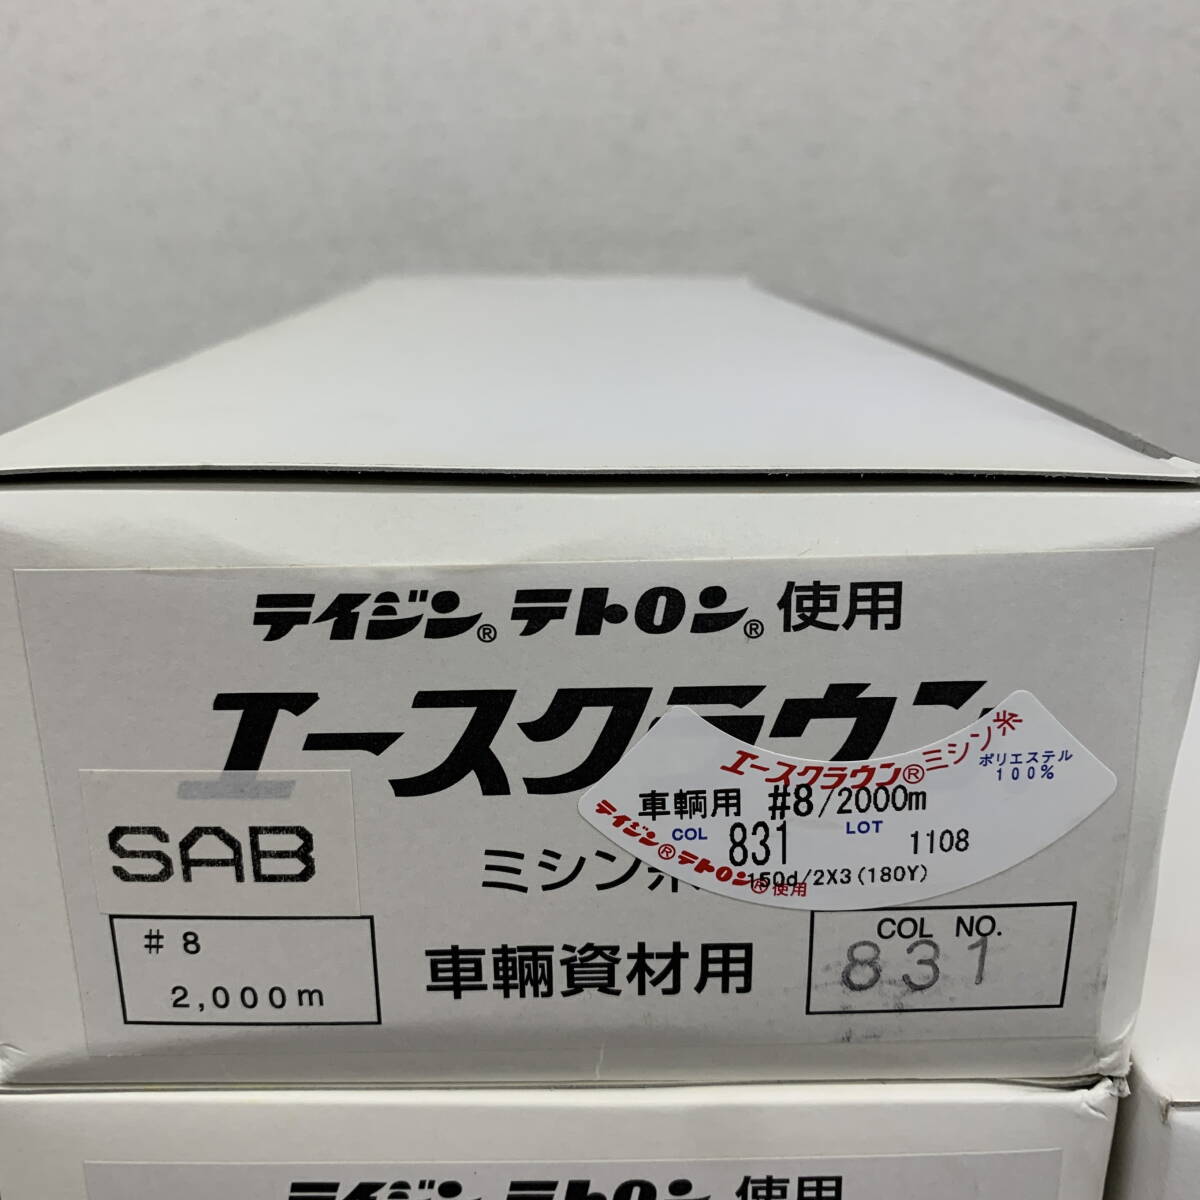 テイジン®テトロン®使用
エースクラウン
エースクラウン®ミシン糸
ポリエステル
100%
車輌用 #8/2000m
COL 831 LOT 1108
テイジン®テトロン®使用
150d/2X3(180Y)
SAB
ミシン糸
#8
2,000m
車輌資材用
COL NO.
831
テイジン テトロン 使用